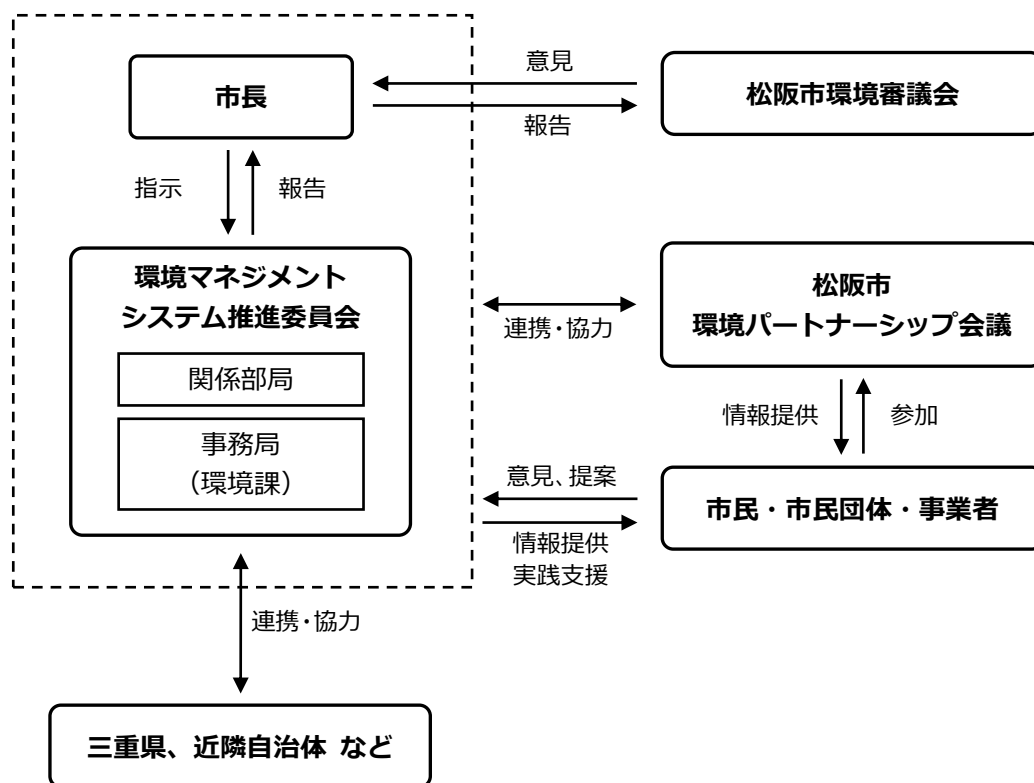 市長
意見
報告
松阪市環境審議会
指示
報告
環境マネジメント
システム推進委員会
関係部局
事務局
（環境課）
連携・協力
松阪市
環境パートナーシップ会議
情報提供
参加
意見、提案
情報提供
実践支援
市民・市民団体・事業者
連携・協力
三重県、近隣自治体 など